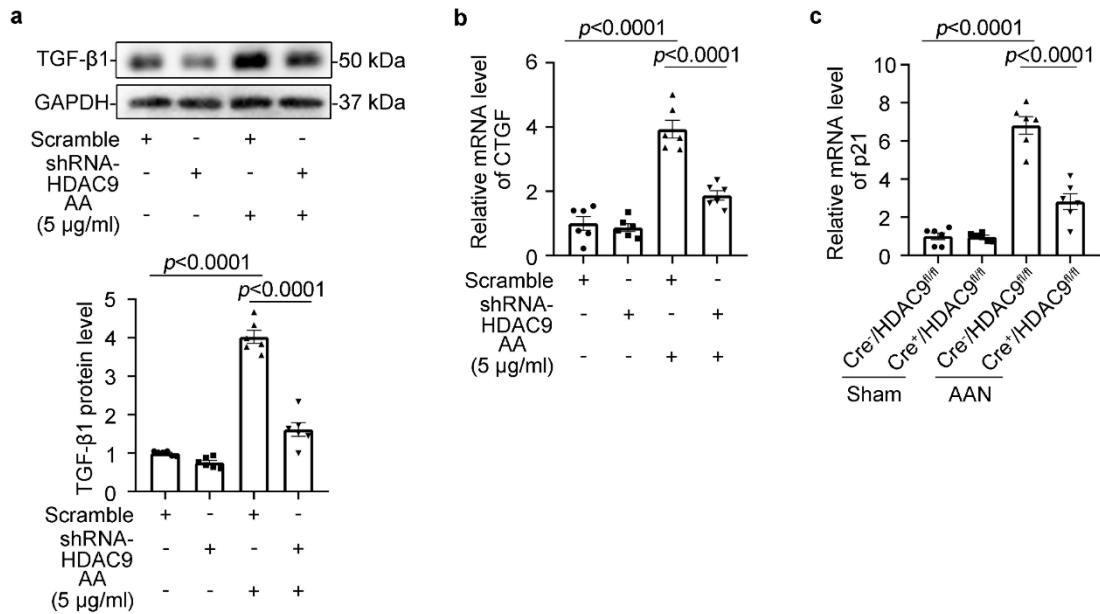 a
TGF-β1-
-50 kDa
GAPDH-
-37 kDa
Scramble + - + -
shRNA-
HDAC9 - + - +
AA
(5 μg/ml) - - + +
p<0.0001
p<0.0001
TGF-β1 protein level
5
4
3
2
1
0
Scramble + - + -
shRNA-
HDAC9 - + - +
AA
(5 μg/ml) - - + +
b
p<0.0001
p<0.0001
Relative mRNA level
of CTGF
6
4
2
0
Scramble + - + -
shRNA-
HDAC9 - + - +
AA
(5 μg/ml) - - + +
c
p<0.0001
p<0.0001
Relative mRNA level
of p21
10
8
6
4
2
0
Cre⁻/HDAC9fl/fl
Cre⁺/HDAC9fl/fl
Cre⁻/HDAC9fl/fl
Cre⁺/HDAC9fl/fl
Sham
AAN